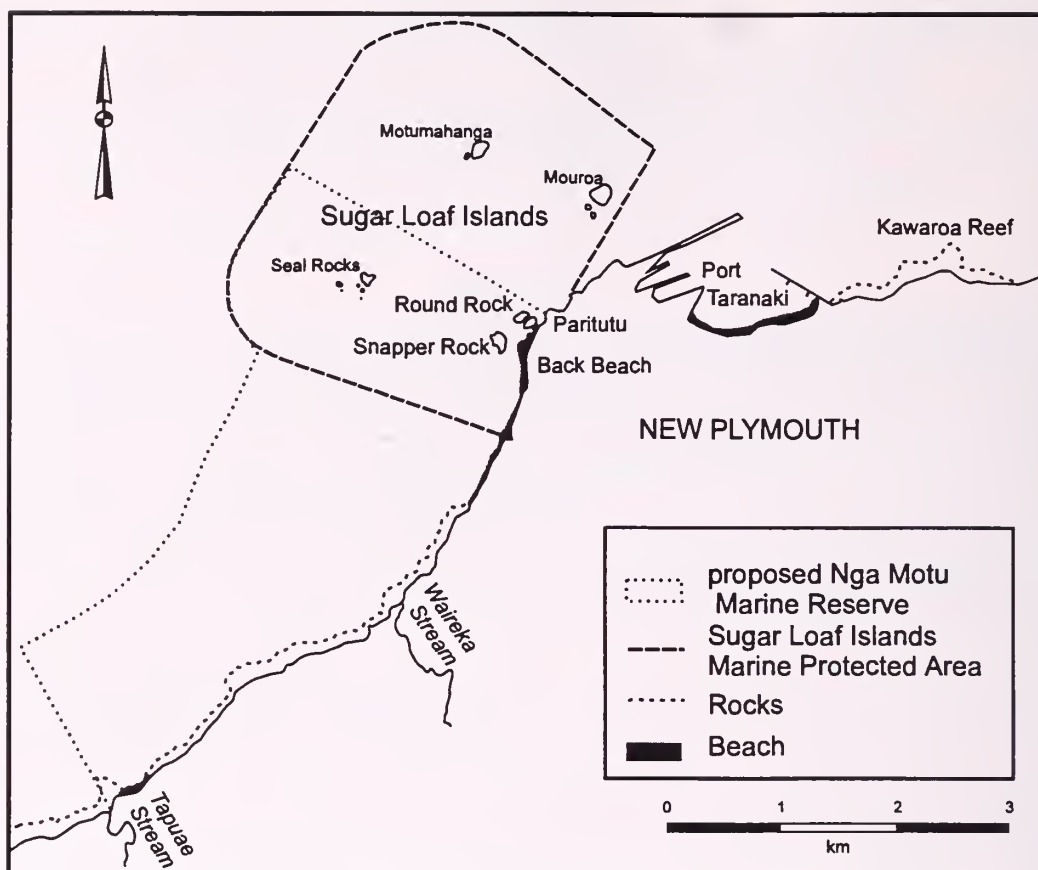 Motumahanga
Mouroa
Sugar Loaf Islands
Kawaroa Reef
Seal Rocks
Port
Taranaki
Round Rock
Paritutu
Snapper Rock
Back Beach
NEW PLYMOUTH
Waireka
Stream
Tapuae
Stream
proposed Nga Motu
Marine Reserve
Sugar Loaf Islands
Marine Protected Area
Rocks
Beach
0 1 2 3
km